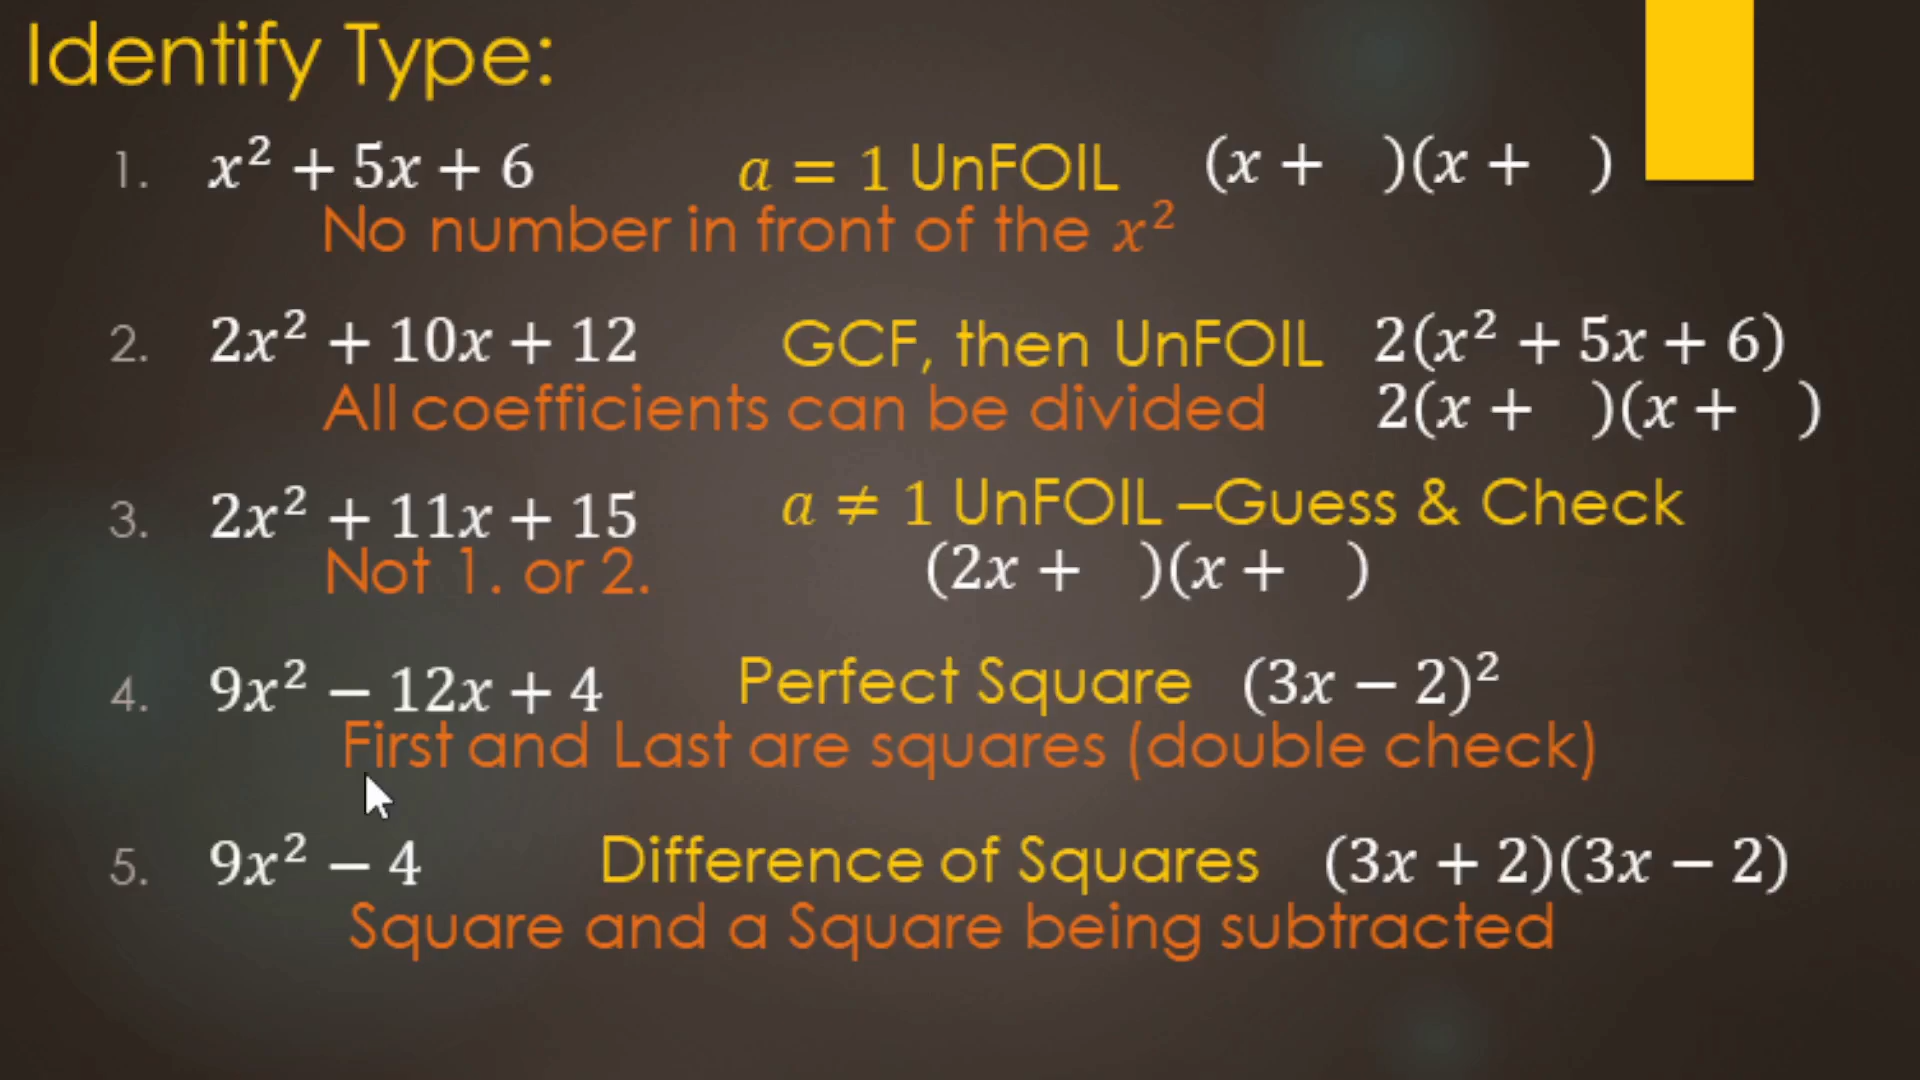 Identify Type:
1. x² + 5x + 6 a = 1 UnFOIL (x + )(x + )
No number in front of the x²
2. 2x² + 10x + 12 GCF, then UnFOIL 2(x² + 5x + 6)
All coefficients can be divided 2(x + )(x + )
3. 2x² + 11x + 15 a ≠ 1 UnFOIL –Guess & Check
Not 1. or 2. (2x + )(x + )
4. 9x² − 12x + 4 Perfect Square (3x − 2)²
First and Last are squares (double check)
5. 9x² − 4 Difference of Squares (3x + 2)(3x − 2)
Square and a Square being subtracted